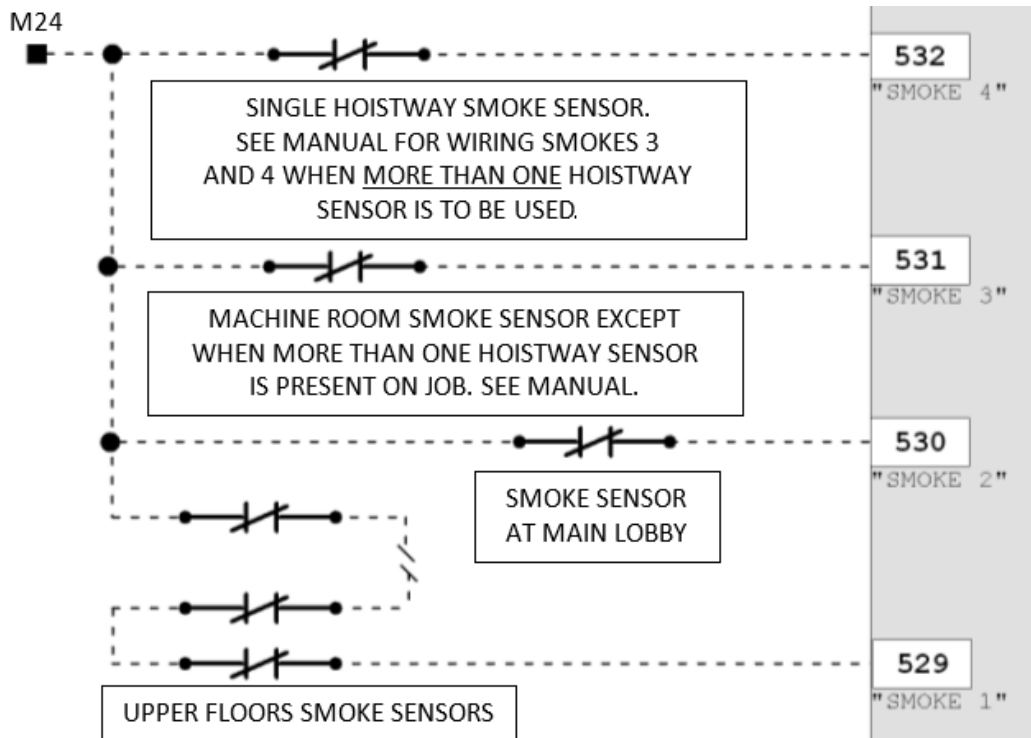 M24
532
"SMOKE 4"
SINGLE HOISTWAY SMOKE SENSOR.
SEE MANUAL FOR WIRING SMOKES 3
AND 4 WHEN MORE THAN ONE HOISTWAY
SENSOR IS TO BE USED.
531
"SMOKE 3"
MACHINE ROOM SMOKE SENSOR EXCEPT
WHEN MORE THAN ONE HOISTWAY SENSOR
IS PRESENT ON JOB. SEE MANUAL.
530
"SMOKE 2"
SMOKE SENSOR
AT MAIN LOBBY
529
"SMOKE 1"
UPPER FLOORS SMOKE SENSORS